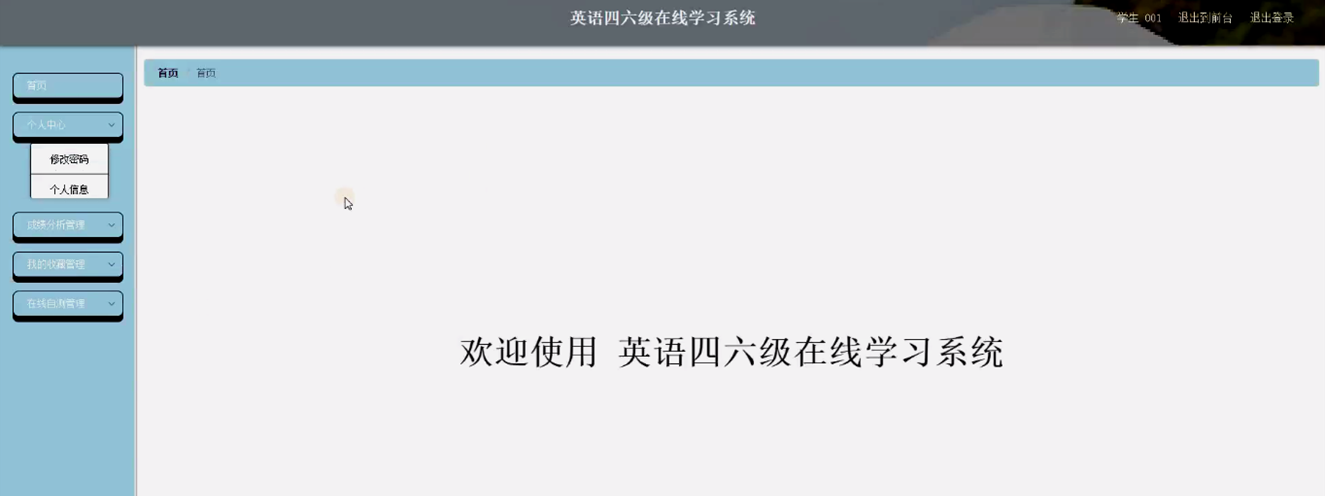 英语四六级在线学习系统
学生 001 退出到前台 退出登录
首页
个人中心
修改密码
个人信息
成绩分析管理
我的收藏管理
在线自测管理
首页 首页
欢迎使用 英语四六级在线学习系统